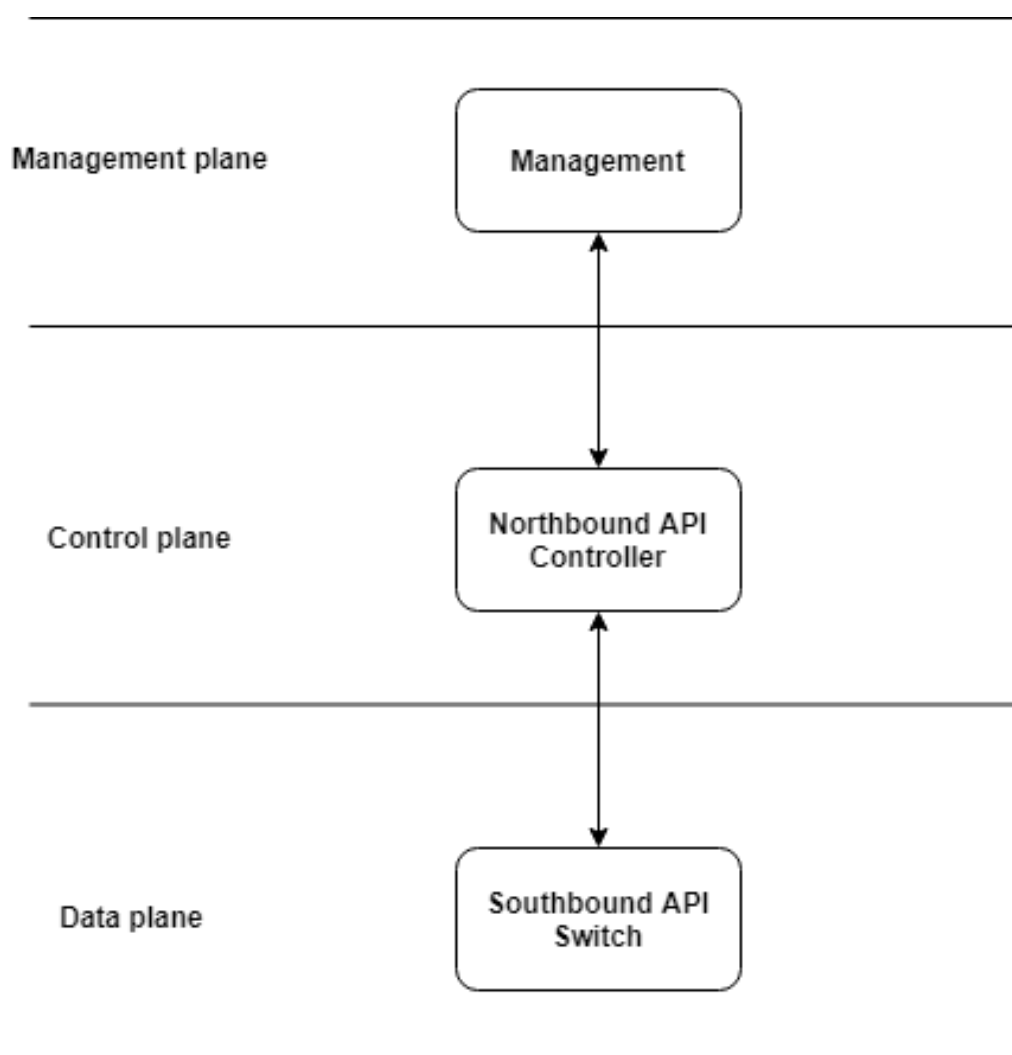 Management plane
Management
Control plane
Northbound API
Controller
Data plane
Southbound API
Switch